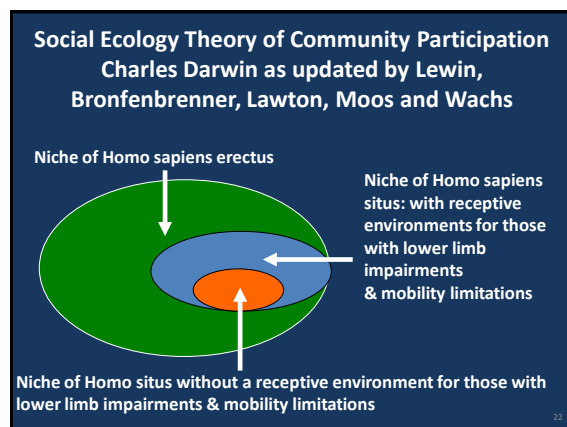 Social Ecology Theory of Community Participation
Charles Darwin as updated by Lewin,
Bronfenbrenner, Lawton, Moos and Wachs
Niche of Homo sapiens erectus
Niche of Homo sapiens
situs: with receptive
environments for those
with lower limb
impairments
& mobility limitations
Niche of Homo situs without a receptive environment for those with
lower limb impairments & mobility limitations
22